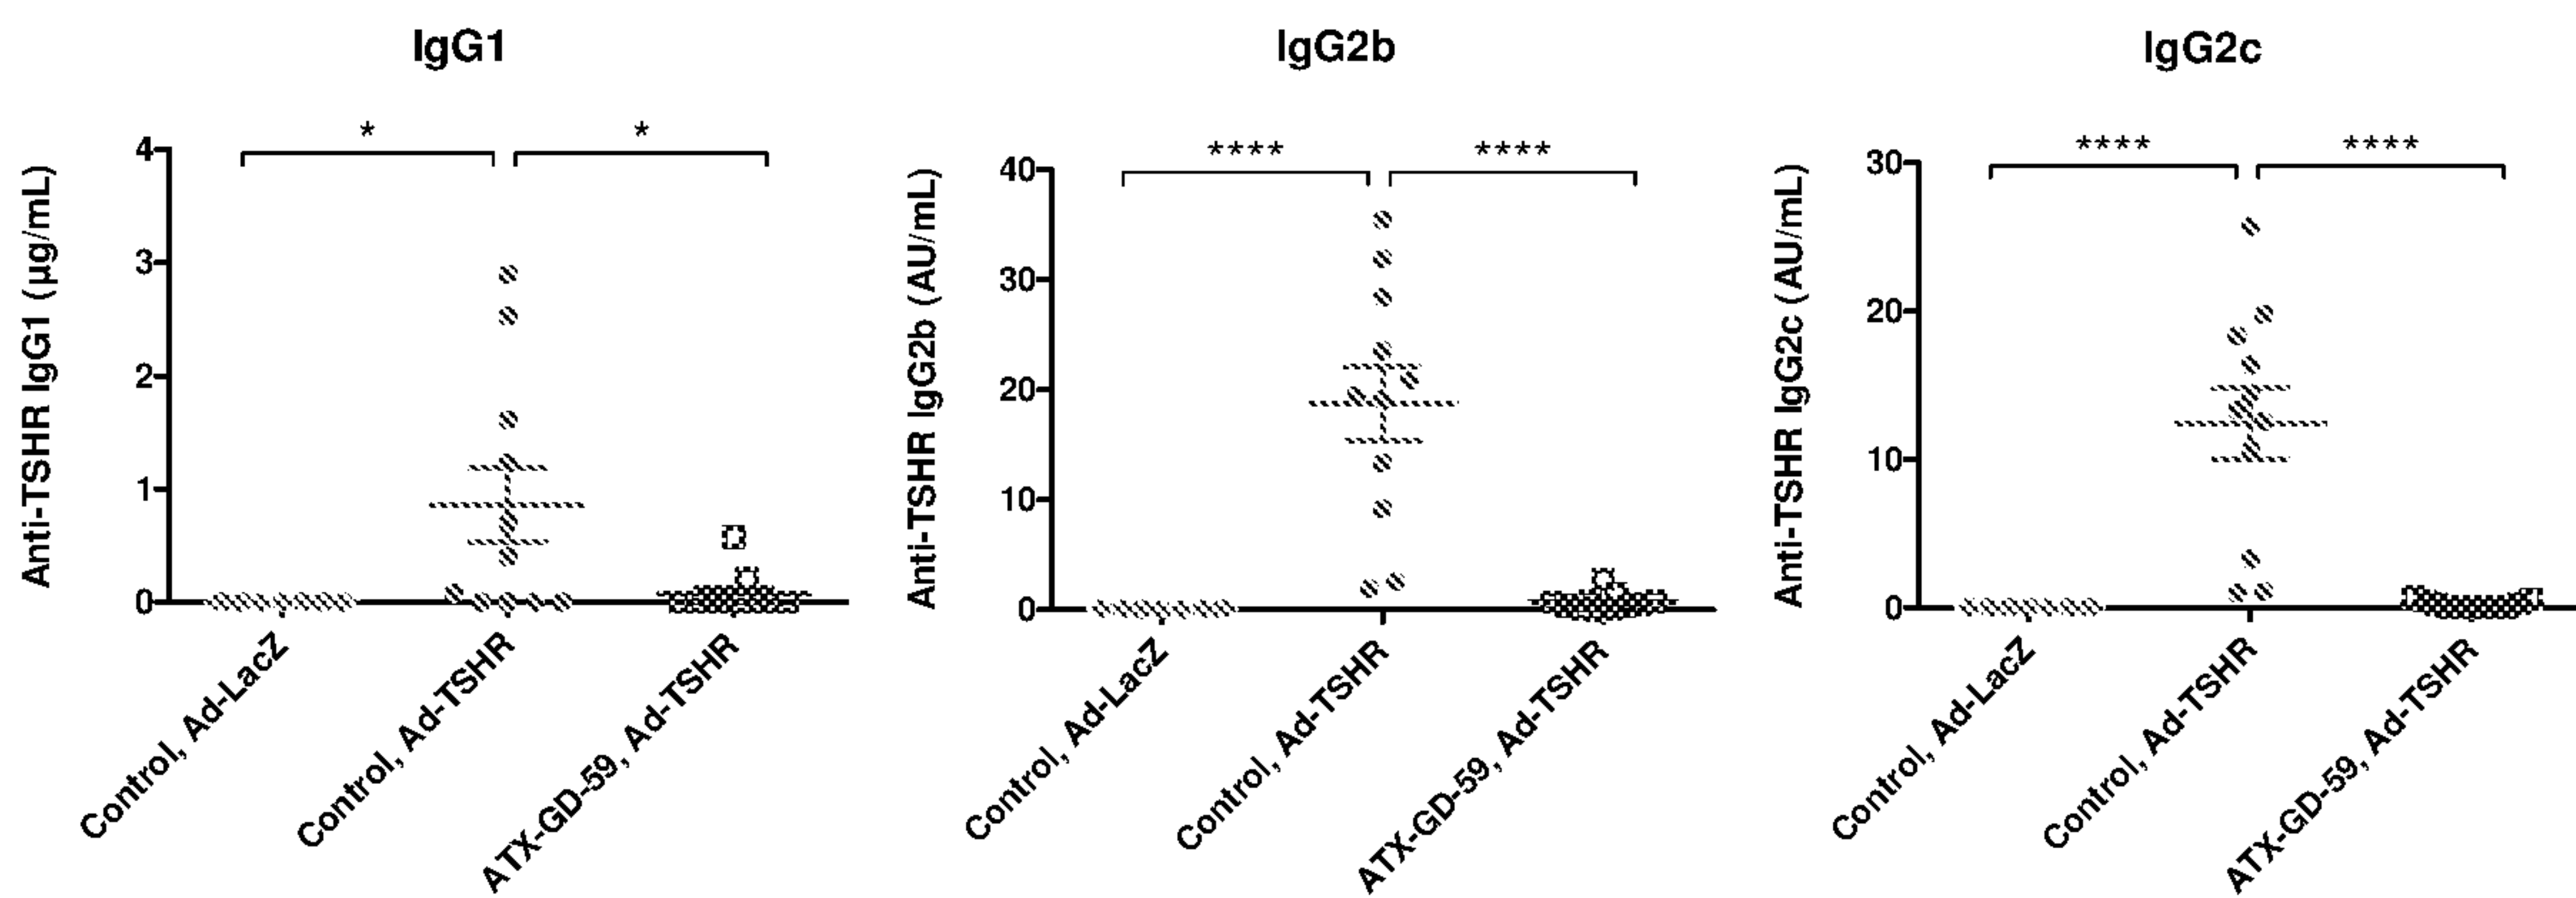 IgG1
*
*
Anti-TSHR IgG1 (µg/mL)
4
3
2
1
0
Control, Ad-LacZ
Control, Ad-TSHR
ATX-GD-59, Ad-TSHR
IgG2b
****
****
Anti-TSHR IgG2b (AU/mL)
40
30
20
10
0
Control, Ad-LacZ
Control, Ad-TSHR
ATX-GD-59, Ad-TSHR
IgG2c
****
****
Anti-TSHR IgG2c (AU/mL)
30
20
10
0
Control, Ad-LacZ
Control, Ad-TSHR
ATX-GD-59, Ad-TSHR